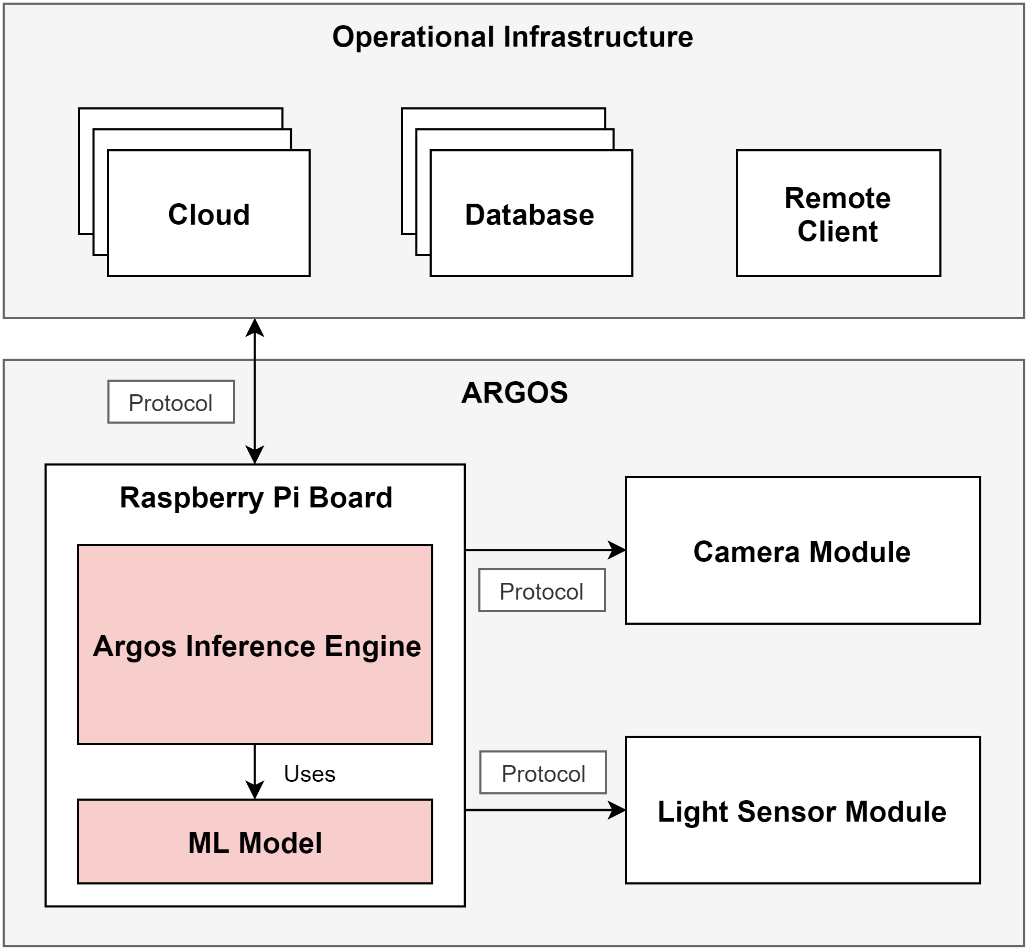 Operational Infrastructure
Cloud
Database
Remote
Client
Protocol
ARGOS
Raspberry Pi Board
Argos Inference Engine
Uses
ML Model
Protocol
Camera Module
Protocol
Light Sensor Module